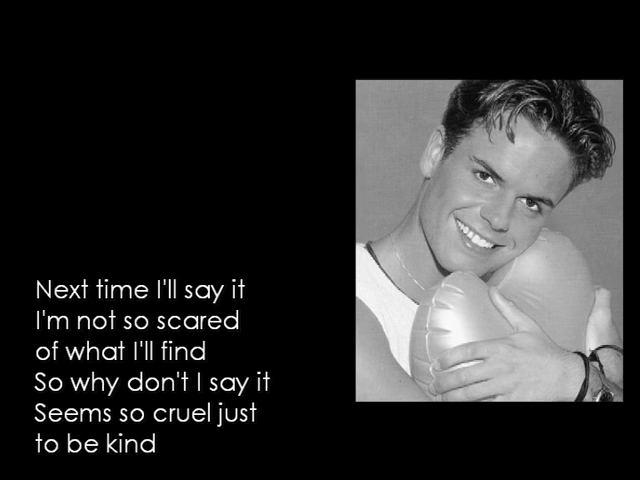 Next time I'll say it
I'm not so scared
of what I'll find
So why don't I say it
Seems so cruel just
to be kind